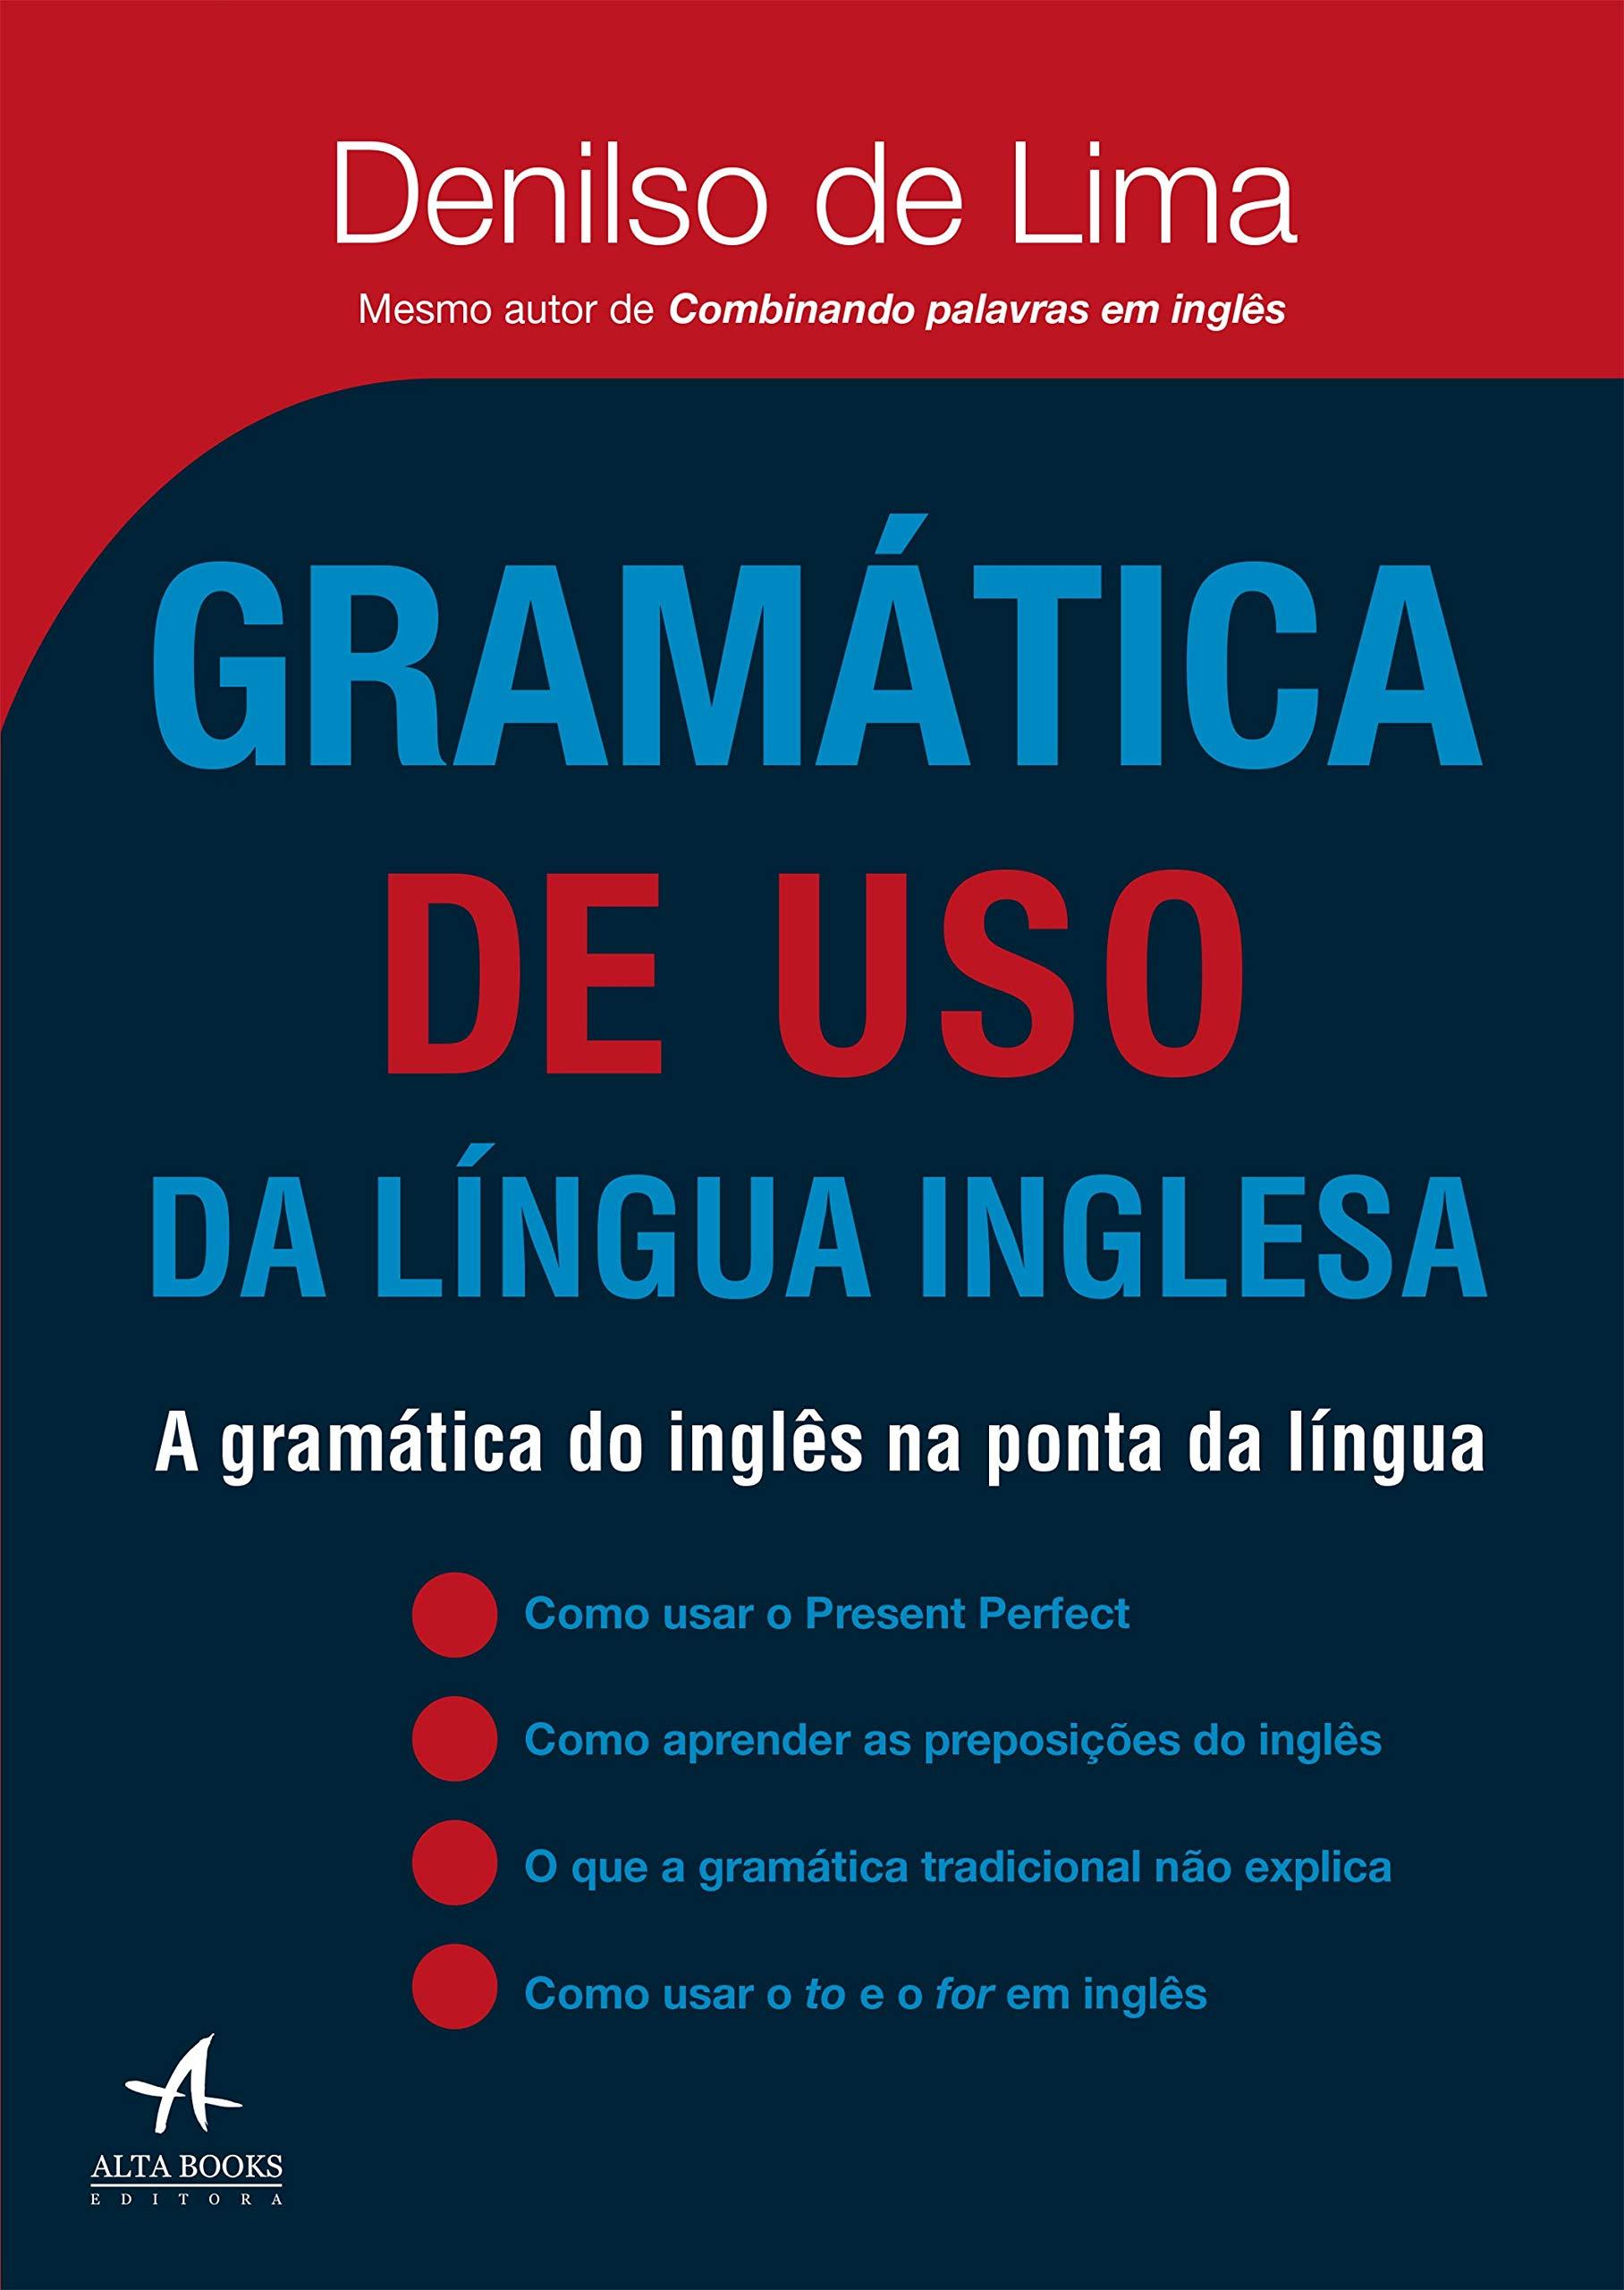 Denilso de Lima
Mesmo autor de Combinando palavras em inglês
GRAMÁTICA
DE USO
DA LÍNGUA INGLESA
A gramática do inglês na ponta da língua
Como usar o Present Perfect
Como aprender as preposições do inglês
O que a gramática tradicional não explica
Como usar o to e o for em inglês
ALTA BOOKS
EDITORA